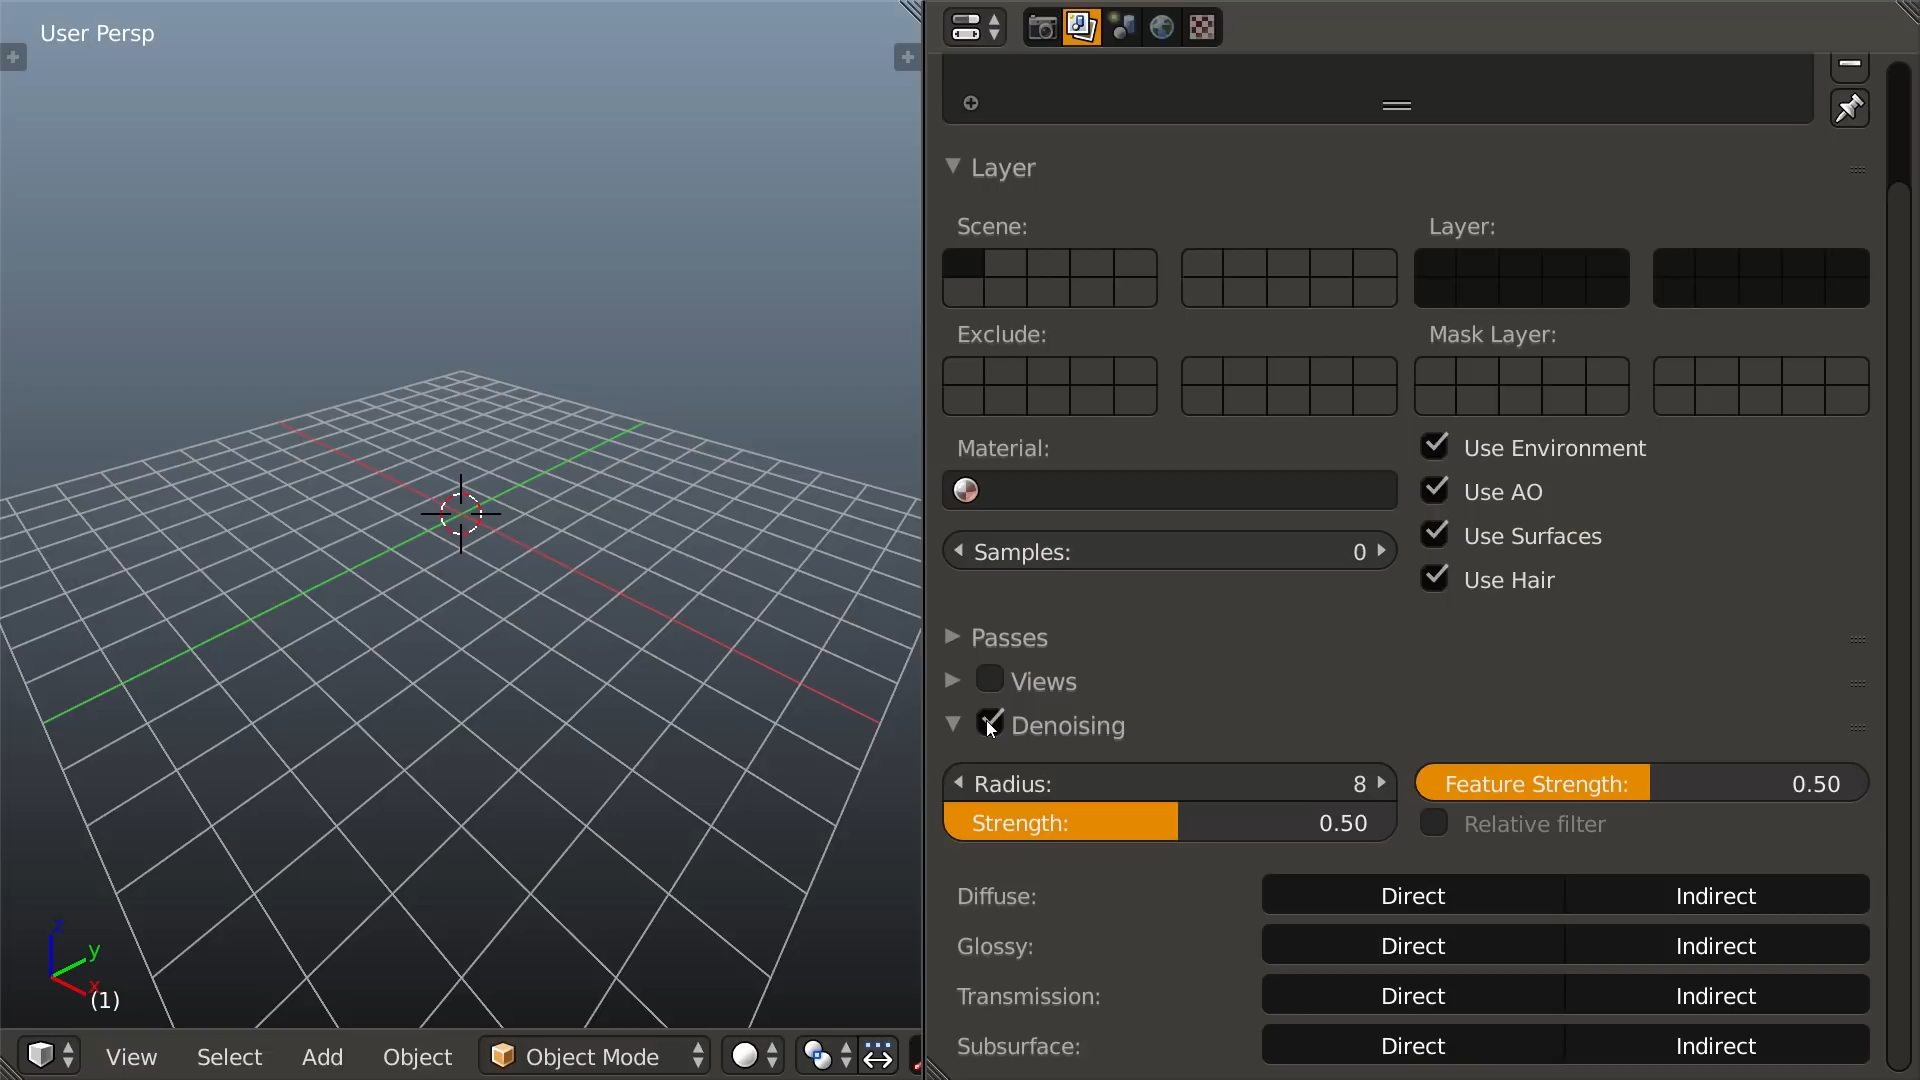 User Persp
Layer
Scene: Layer:
Exclude: Mask Layer:
Material: Use Environment
Use AO
Samples: 0 Use Surfaces
Use Hair
Passes
Views
Denoising
Radius: 8 Feature Strength: 0.50
Strength: 0.50 Relative filter
Diffuse: Direct Indirect
Glossy: Direct Indirect
Transmission: Direct Indirect
Subsurface: Direct Indirect
z
y
x
(1)
View Select Add Object Object Mode